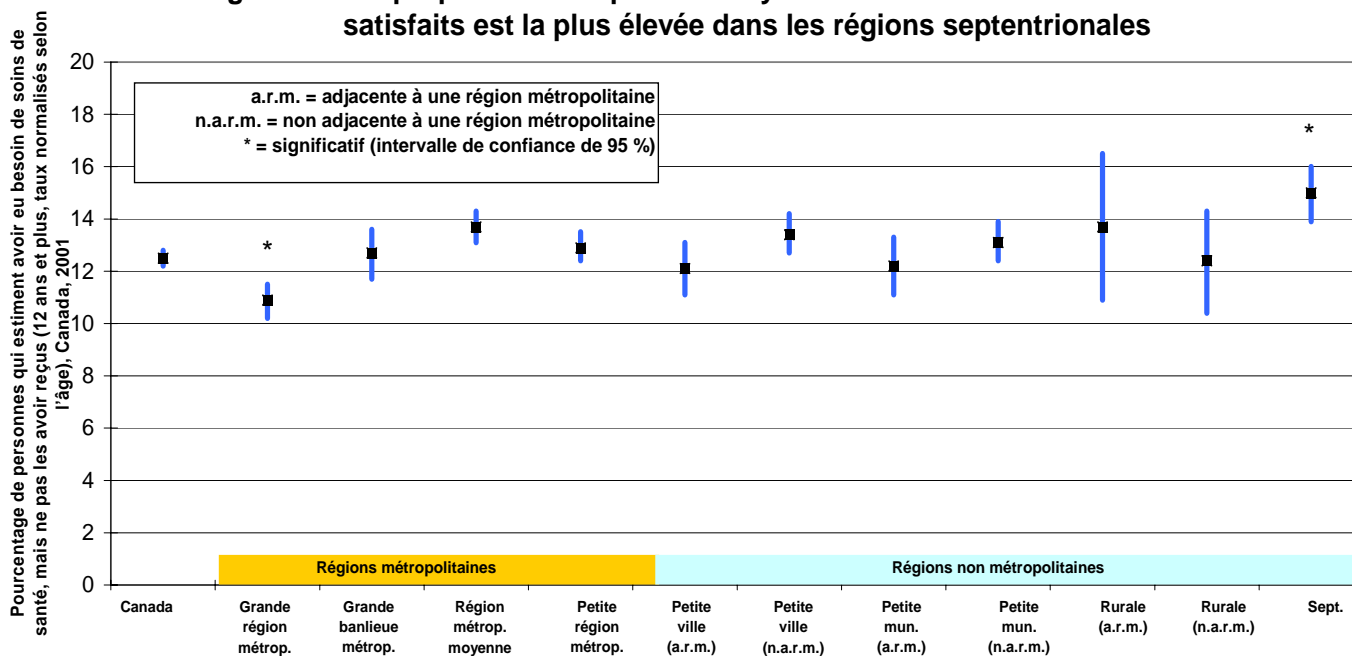 satisfaits est la plus élevée dans les régions septentrionales
Pourcentage de personnes qui estiment avoir eu besoin de soins de
santé, mais ne pas les avoir reçus (12 ans et plus, taux normalisés selon
l'âge), Canada, 2001
20
18
16
14
12
10
8
6
4
2
0
a.r.m. = adjacente à une région métropolitaine
n.a.r.m. = non adjacente à une région métropolitaine
* = significatif (intervalle de confiance de 95 %)
*
*
Régions métropolitaines
Régions non métropolitaines
Canada
Grande
région
métrop.
Grande
banlieue
métrop.
Région
métrop.
moyenne
Petite
région
métrop.
Petite
ville
(a.r.m.)
Petite
ville
(n.a.r.m.)
Petite
mun.
(a.r.m.)
Petite
mun.
(n.a.r.m.)
Rurale
(a.r.m.)
Rurale
(n.a.r.m.)
Sept.